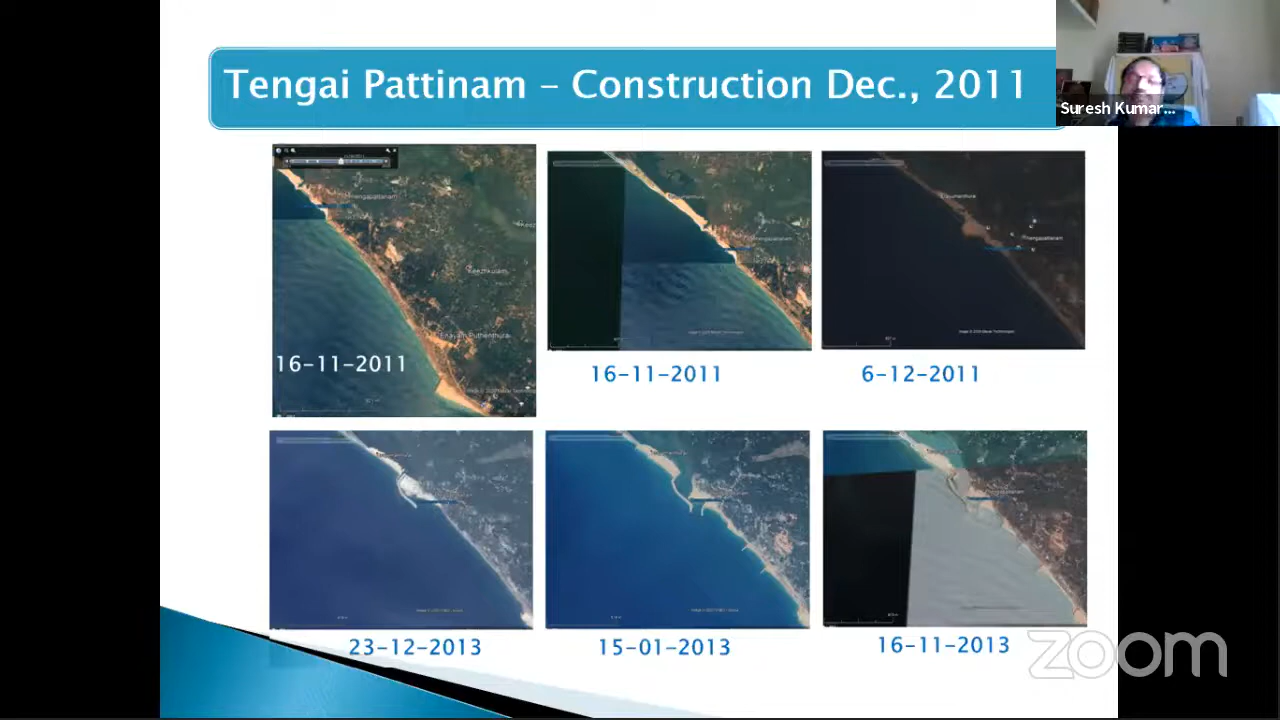 Tengai Pattinam – Construction Dec., 2011
Suresh Kumar...
16-11-2011
16-11-2011
6-12-2011
23-12-2013
15-01-2013
16-11-2013
zoom